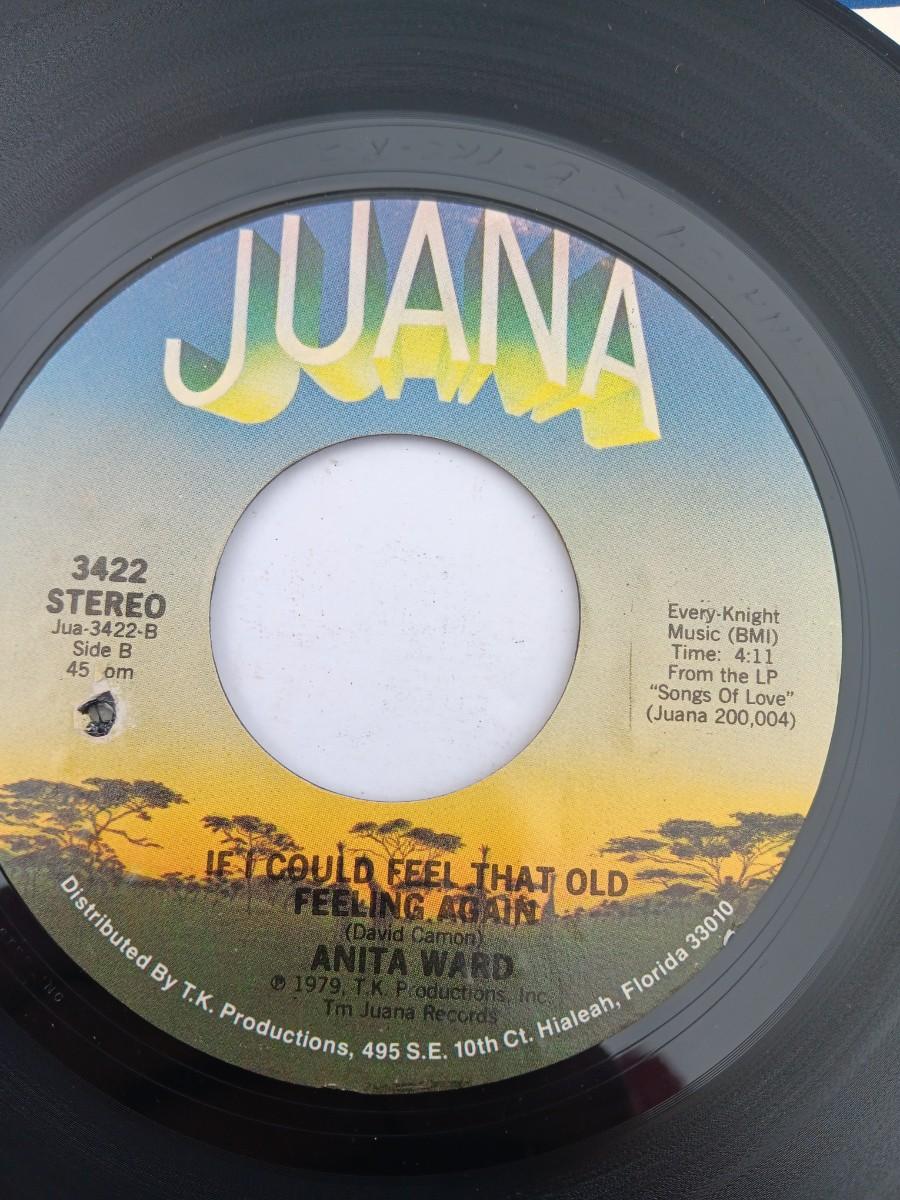 JUANA
3422
STEREO
Jua-3422-B
Side B
45 om
Every-Knight
Music (BMI)
Time: 4:11
From the LP
“Songs Of Love”
(Juana 200,004)
IF I COULD FEEL THAT OLD
FEELING AGAIN
(David Camon)
ANITA WARD
℗ 1979, T.K. Productions, Inc.
Tm Juana Records
Distributed By T.K. Productions, 495 S.E. 10th Ct. Hialeah, Florida 33010